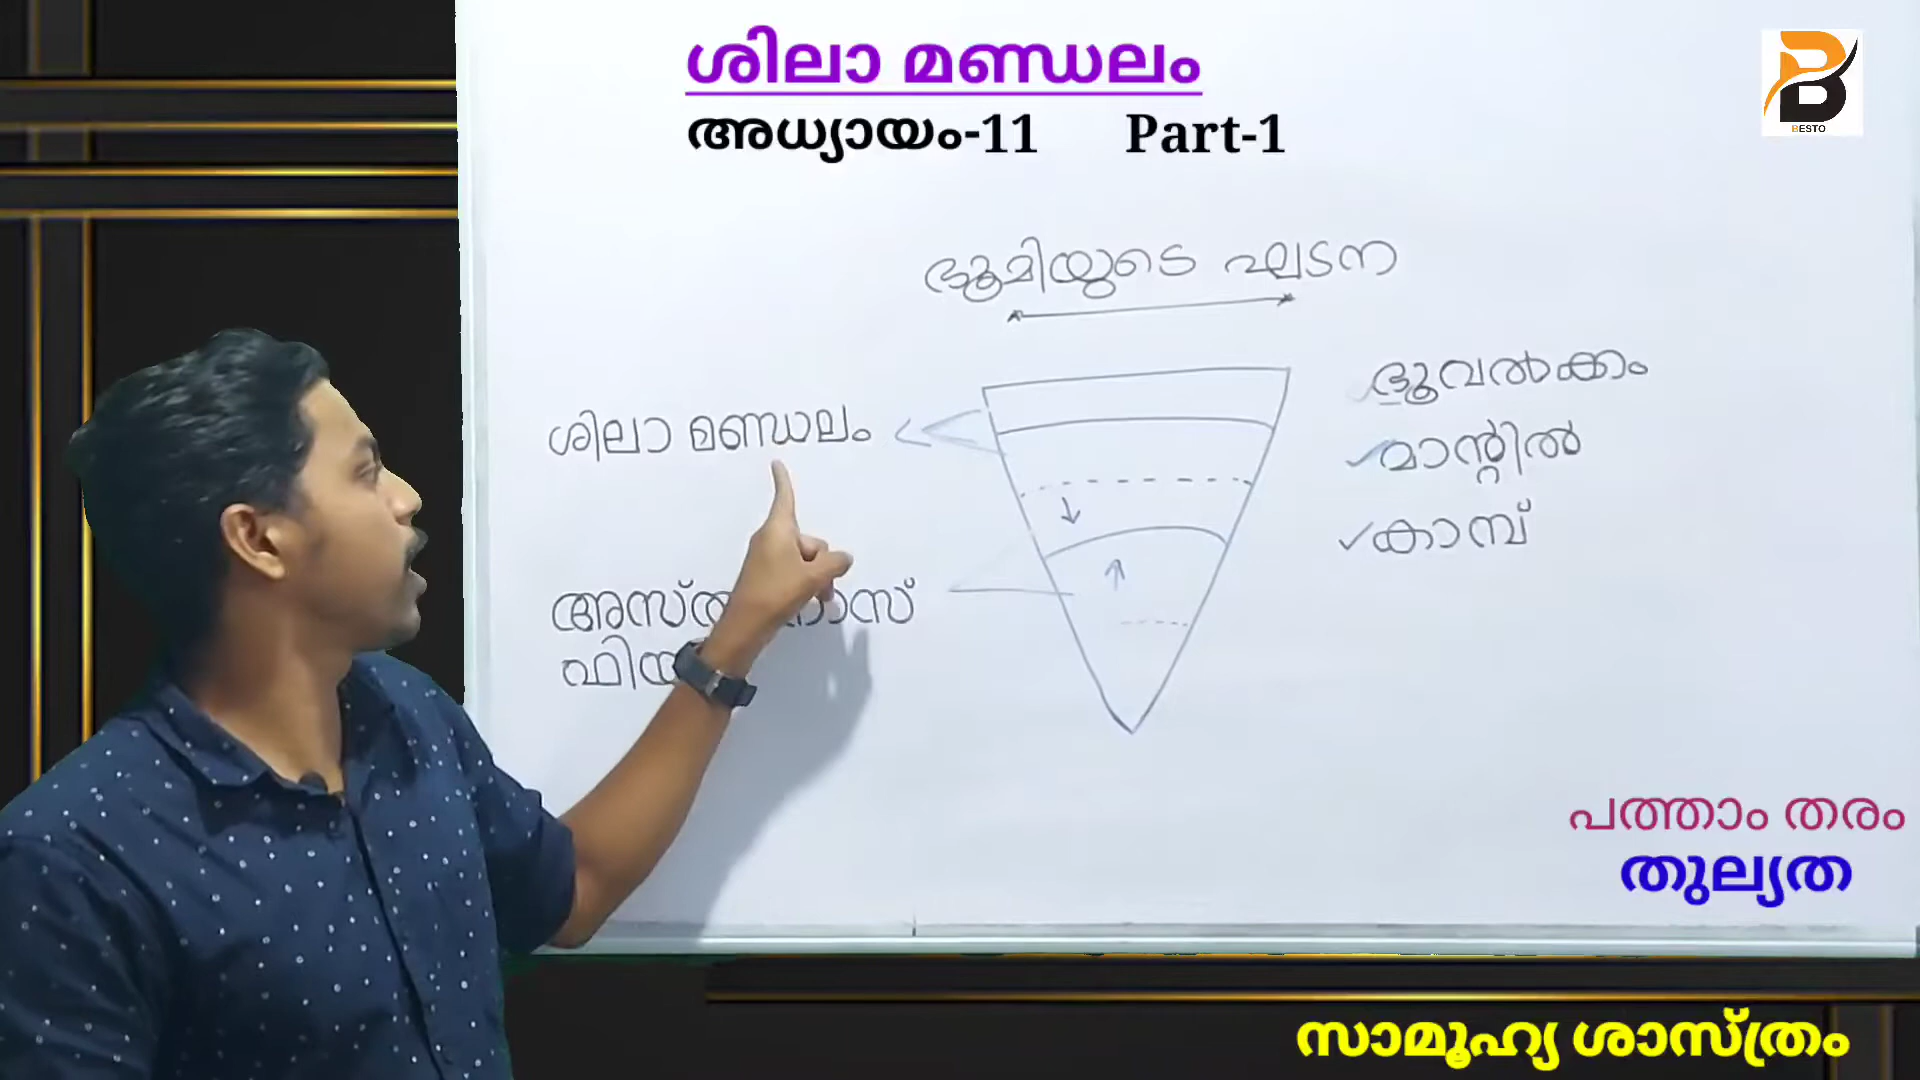 ശിലാ മണ്ഡലം
അധ്യായം-11 Part-1
BESTO
ഭൂമിയുടെ ഘടന
ഭൂവൽക്കം
മാന്റിൽ
കാമ്പ്
ശിലാ മണ്ഡലം
പത്താം തരം
തുല്യത
സാമൂഹ്യ ശാസ്ത്രം